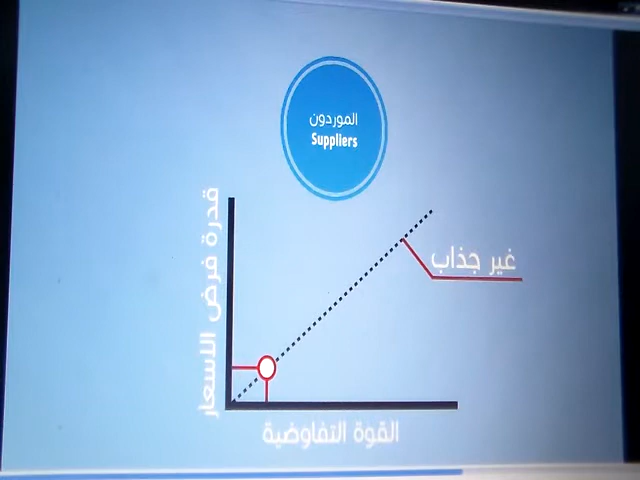 الموردون
Suppliers
قدرة فرض الاسعار
غير جذاب
القوة التفاوضية